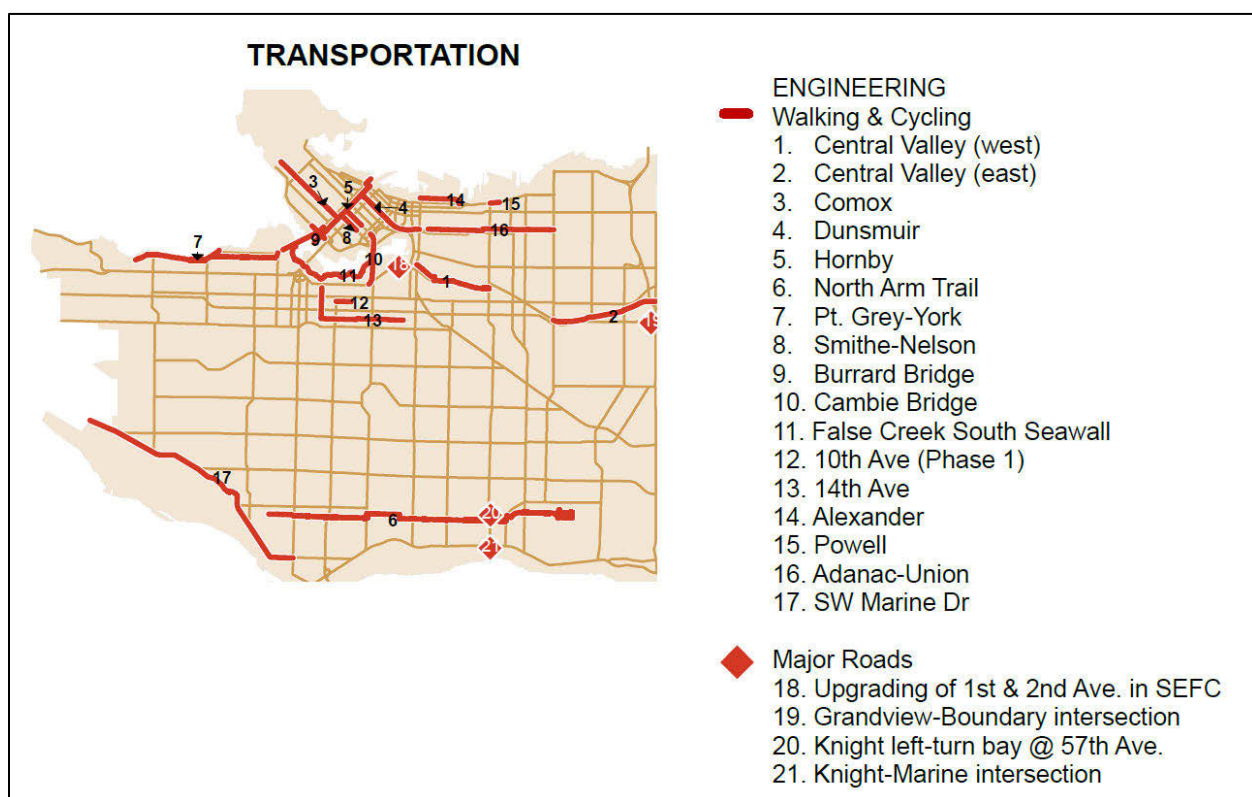 TRANSPORTATION
3
5
4
14
15
16
8
9
7
10
18
11
1
12
13
2
19
17
6
20
21
ENGINEERING
Walking & Cycling
1. Central Valley (west)
2. Central Valley (east)
3. Comox
4. Dunsmuir
5. Hornby
6. North Arm Trail
7. Pt. Grey-York
8. Smithe-Nelson
9. Burrard Bridge
10. Cambie Bridge
11. False Creek South Seawall
12. 10th Ave (Phase 1)
13. 14th Ave
14. Alexander
15. Powell
16. Adanac-Union
17. SW Marine Dr
Major Roads
18. Upgrading of 1st & 2nd Ave. in SEFC
19. Grandview-Boundary intersection
20. Knight left-turn bay @ 57th Ave.
21. Knight-Marine intersection